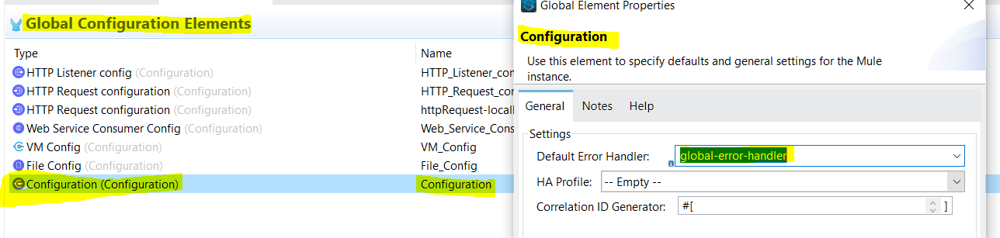 Global Configuration Elements
Type Name
HTTP Listener config (Configuration) HTTP_Listener_con
HTTP Request configuration (Configuration) HTTP_Request_con
HTTP Request configuration (Configuration) httpRequest-locall
Web Service Consumer Config (Configuration) Web_Service_Cons
VM Config (Configuration) VM_Config
File Config (Configuration) File_Config
Configuration (Configuration) Configuration
Global Element Properties
Configuration
Use this element to specify defaults and general settings for the Mule
instance.
General Notes Help
Settings
Default Error Handler: global-error-handler
HA Profile: -- Empty --
Correlation ID Generator: #[ ]